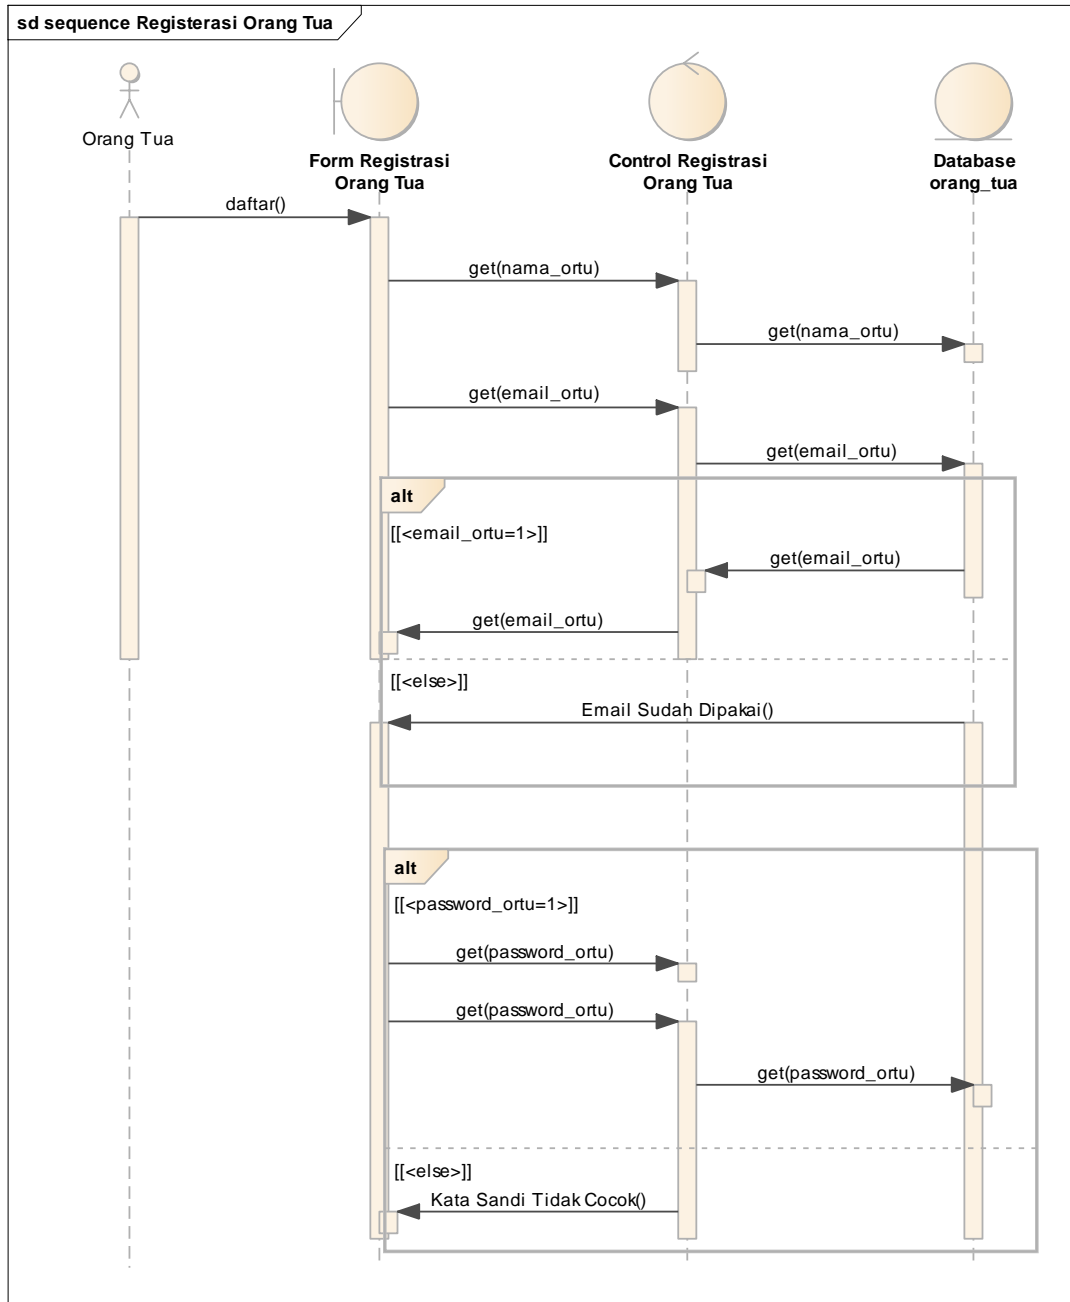 sd sequence Registerasi Orang Tua
Orang Tua
Form Registrasi
Orang Tua
Control Registrasi
Orang Tua
Database
orang_tua
daftar()
get(nama_ortu)
get(nama_ortu)
get(email_ortu)
get(email_ortu)
alt
[[<email_ortu=1>]]
get(email_ortu)
get(email_ortu)
[[<else>]]
Email Sudah Dipakai()
alt
[[<password_ortu=1>]]
get(password_ortu)
get(password_ortu)
get(password_ortu)
[[<else>]]
Kata Sandi Tidak Cocok()